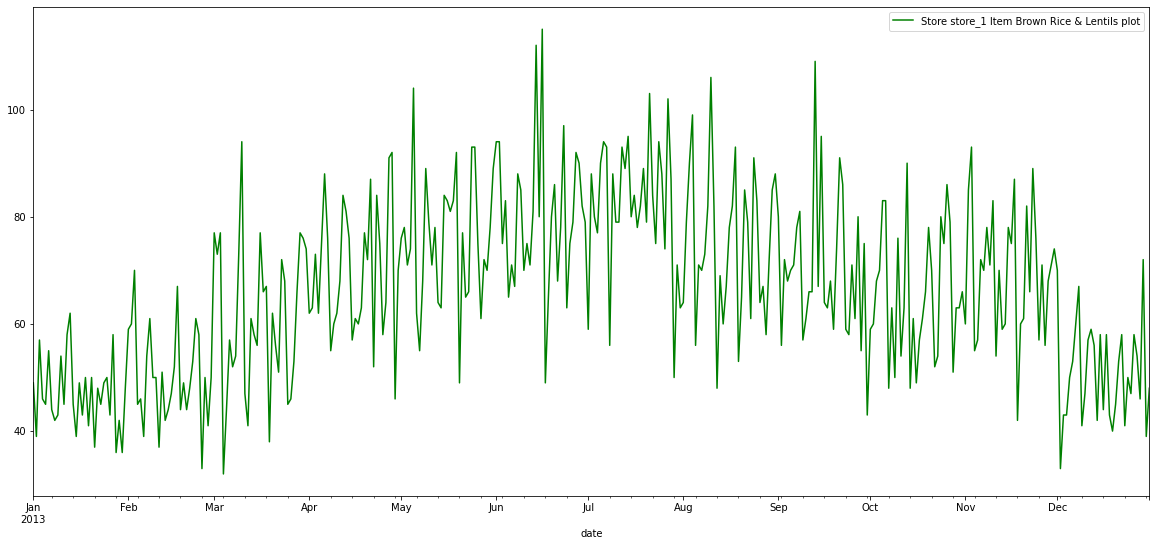 Store store_1 Item Brown Rice & Lentils plot
100
80
60
40
Jan Feb Mar Apr May Jun Jul Aug Sep Oct Nov Dec
2013
date